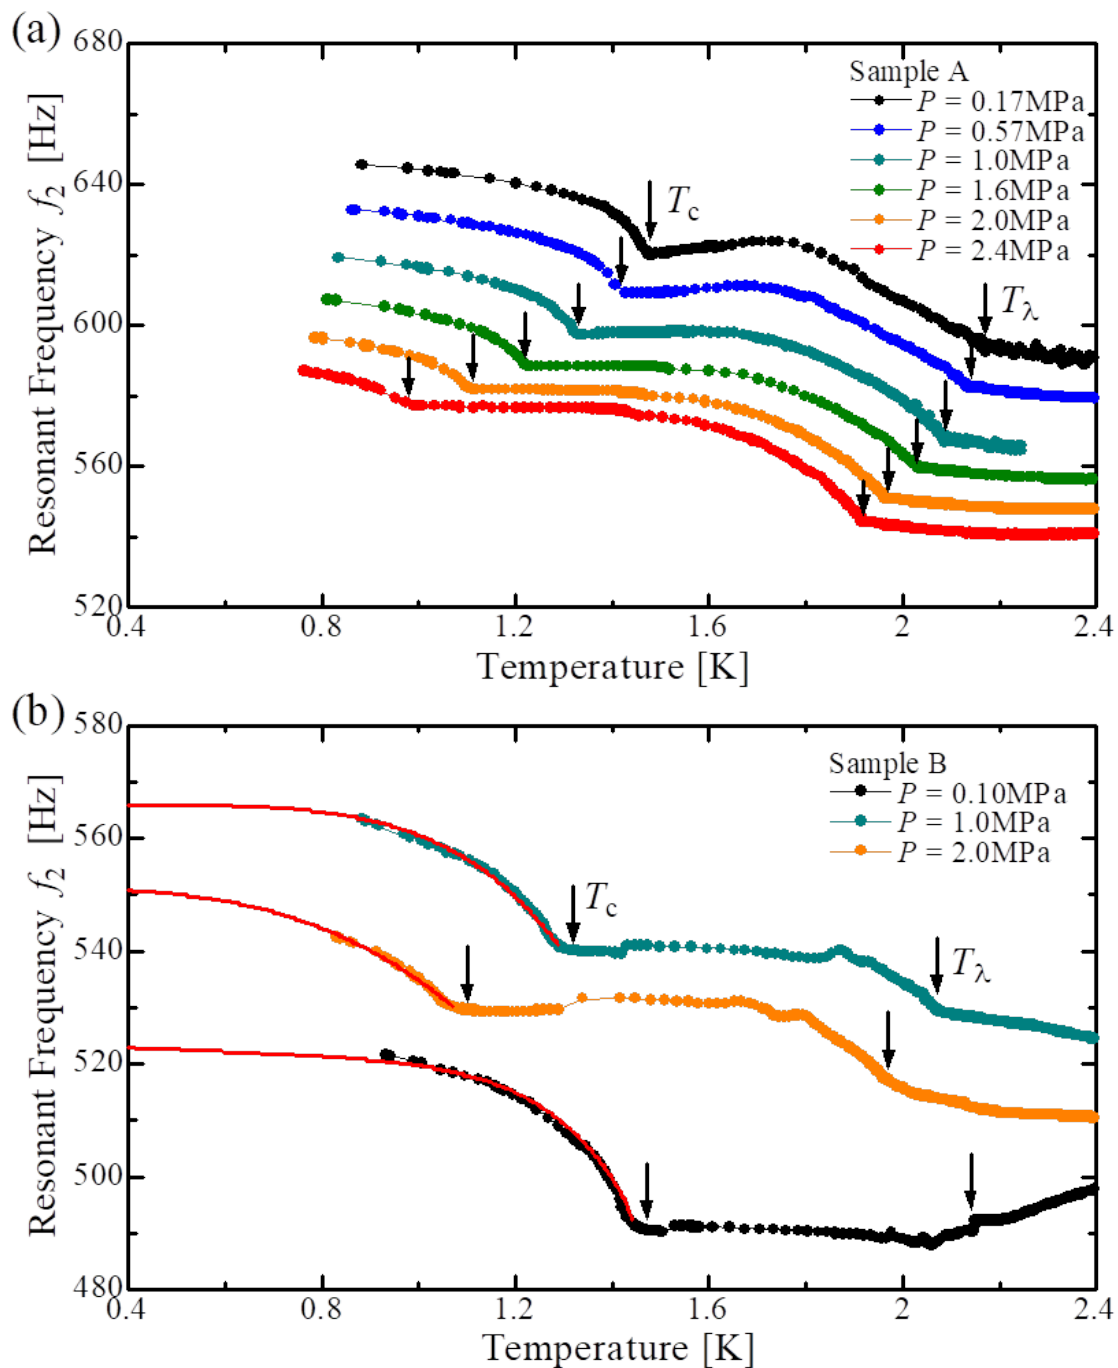 (a)
680
640
600
560
520
Resonant Frequency f₂ [Hz]
Sample A
P = 0.17MPa
P = 0.57MPa
P = 1.0MPa
P = 1.6MPa
P = 2.0MPa
P = 2.4MPa
Tc
Tλ
0.4 0.8 1.2 1.6 2 2.4
Temperature [K]
(b)
580
560
540
520
500
480
Resonant Frequency f₂ [Hz]
Sample B
P = 0.10MPa
P = 1.0MPa
P = 2.0MPa
Tc
Tλ
0.4 0.8 1.2 1.6 2 2.4
Temperature [K]